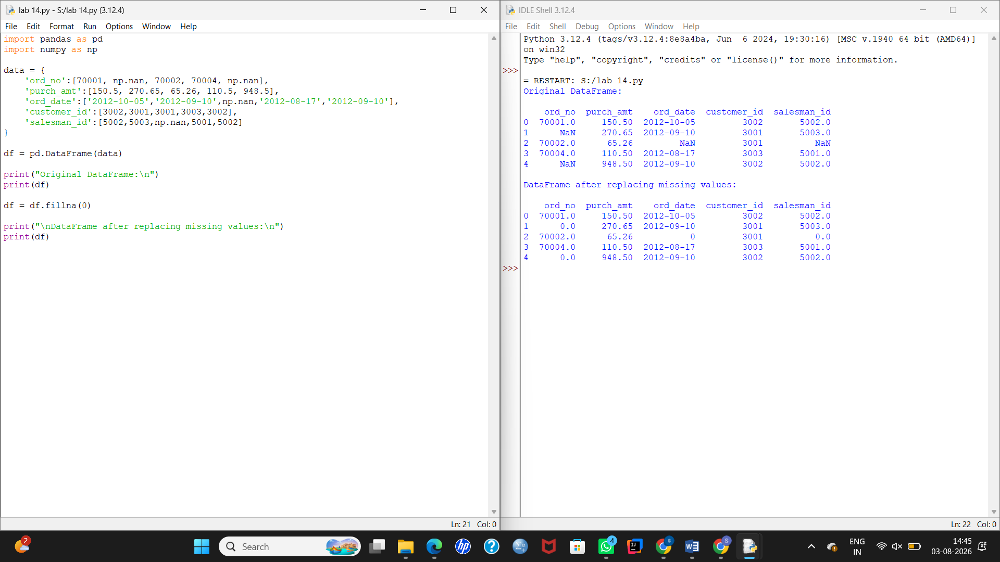 lab 14.py - S:/lab 14.py (3.12.4)
File Edit Format Run Options Window Help
import pandas as pd
import numpy as np
data = {
    'ord_no':[70001, np.nan, 70002, 70004, np.nan],
    'purch_amt':[150.5, 270.65, 65.26, 110.5, 948.5],
    'ord_date':['2012-10-05','2012-09-10',np.nan,'2012-08-17','2012-09-10'],
    'customer_id':[3002,3001,3001,3003,3002],
    'salesman_id':[5002,5003,np.nan,5001,5002]
}
df = pd.DataFrame(data)
print("Original DataFrame:\n")
print(df)
df = df.fillna(0)
print("\nDataFrame after replacing missing values:\n")
print(df)
Ln: 21 Col: 0
IDLE Shell 3.12.4
File Edit Shell Debug Options Window Help
Python 3.12.4 (tags/v3.12.4:8e8a4ba, Jun  6 2024, 19:30:16) [MSC v.1940 64 bit (AMD64)]
on win32
Type "help", "copyright", "credits" or "license()" for more information.
>>>
= RESTART: S:/lab 14.py
Original DataFrame:
    ord_no  purch_amt    ord_date  customer_id  salesman_id
0  70001.0     150.50  2012-10-05         3002       5002.0
1      NaN     270.65  2012-09-10         3001       5003.0
2  70002.0      65.26         NaN         3001          NaN
3  70004.0     110.50  2012-08-17         3003       5001.0
4      NaN     948.50  2012-09-10         3002       5002.0
DataFrame after replacing missing values:
    ord_no  purch_amt    ord_date  customer_id  salesman_id
0  70001.0     150.50  2012-10-05         3002       5002.0
1      0.0     270.65  2012-09-10         3001       5003.0
2  70002.0      65.26           0         3001          0.0
3  70004.0     110.50  2012-08-17         3003       5001.0
4      0.0     948.50  2012-09-10         3002       5002.0
>>>
Ln: 22 Col: 0
2
Search
hp
?
4
S
S
ENG
IN
14:45
03-08-2026